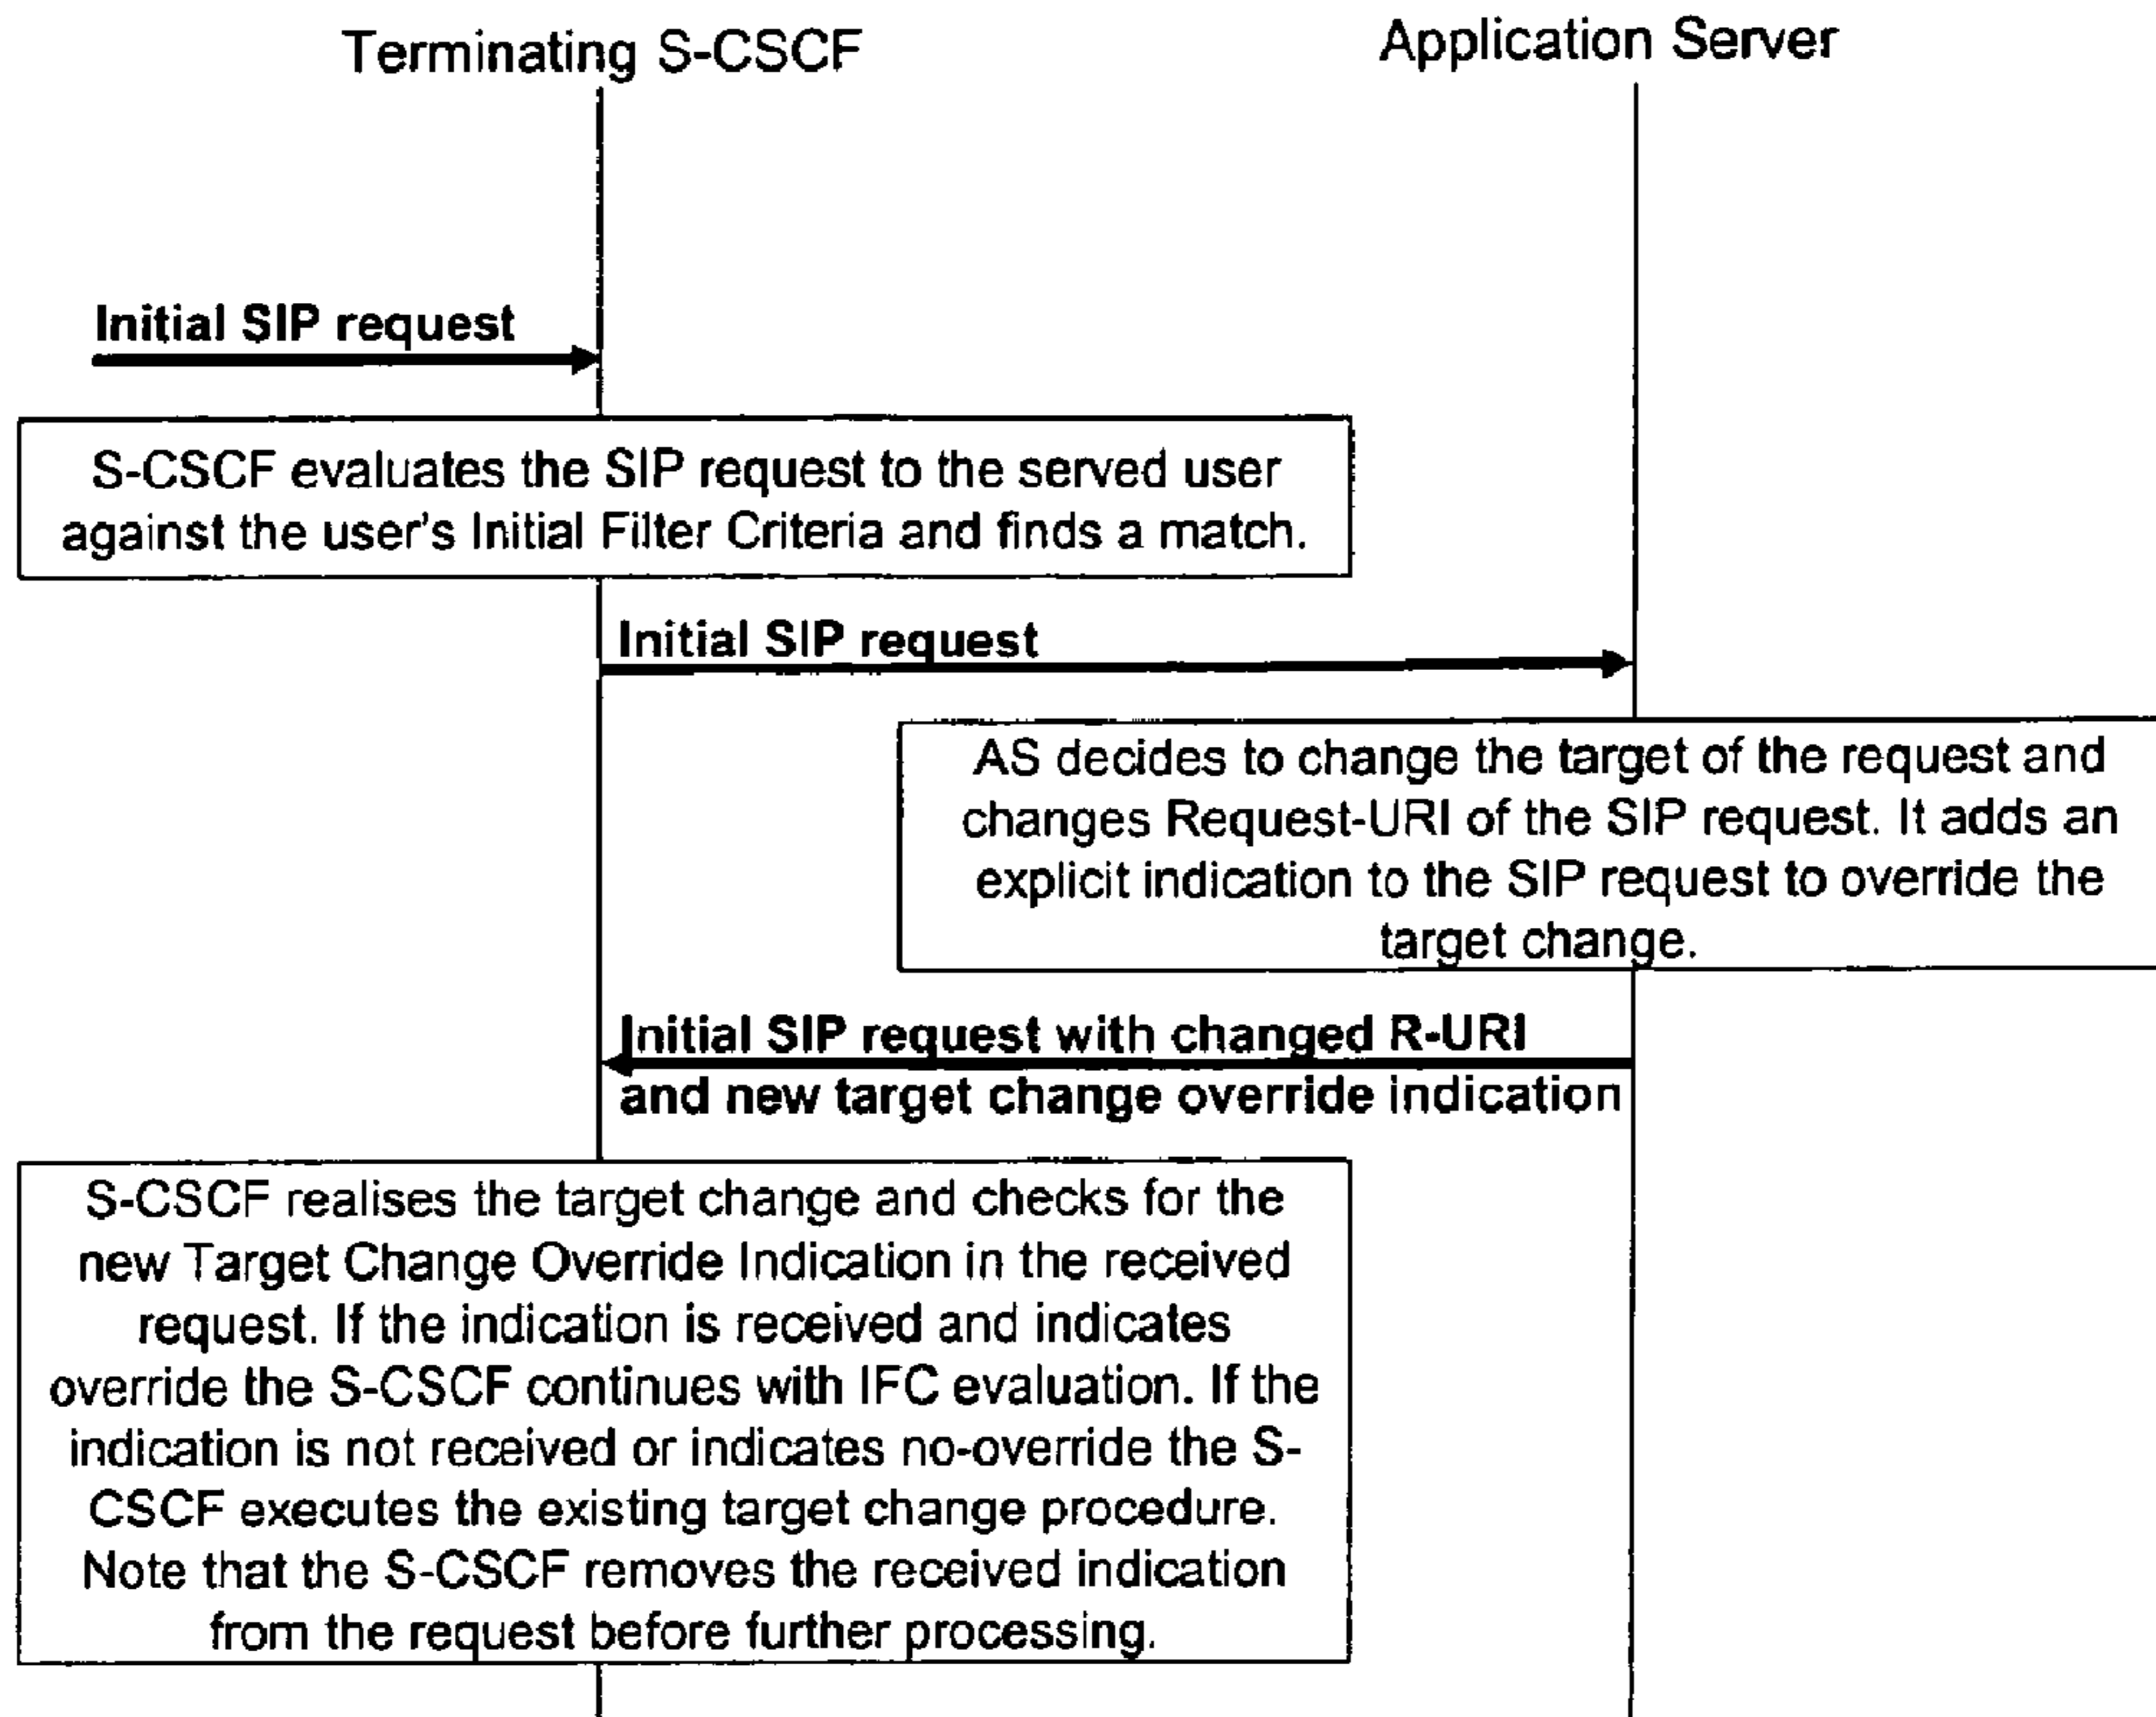 Terminating S-CSCF
Application Server
Initial SIP request
S-CSCF evaluates the SIP request to the served user
against the user's Initial Filter Criteria and finds a match.
Initial SIP request
AS decides to change the target of the request and
changes Request-URI of the SIP request. It adds an
explicit indication to the SIP request to override the
target change.
Initial SIP request with changed R-URI
and new target change override indication
S-CSCF realises the target change and checks for the
new Target Change Override Indication in the received
request. If the indication is received and indicates
override the S-CSCF continues with IFC evaluation. If the
indication is not received or indicates no-override the S-
CSCF executes the existing target change procedure.
Note that the S-CSCF removes the received indication
from the request before further processing.